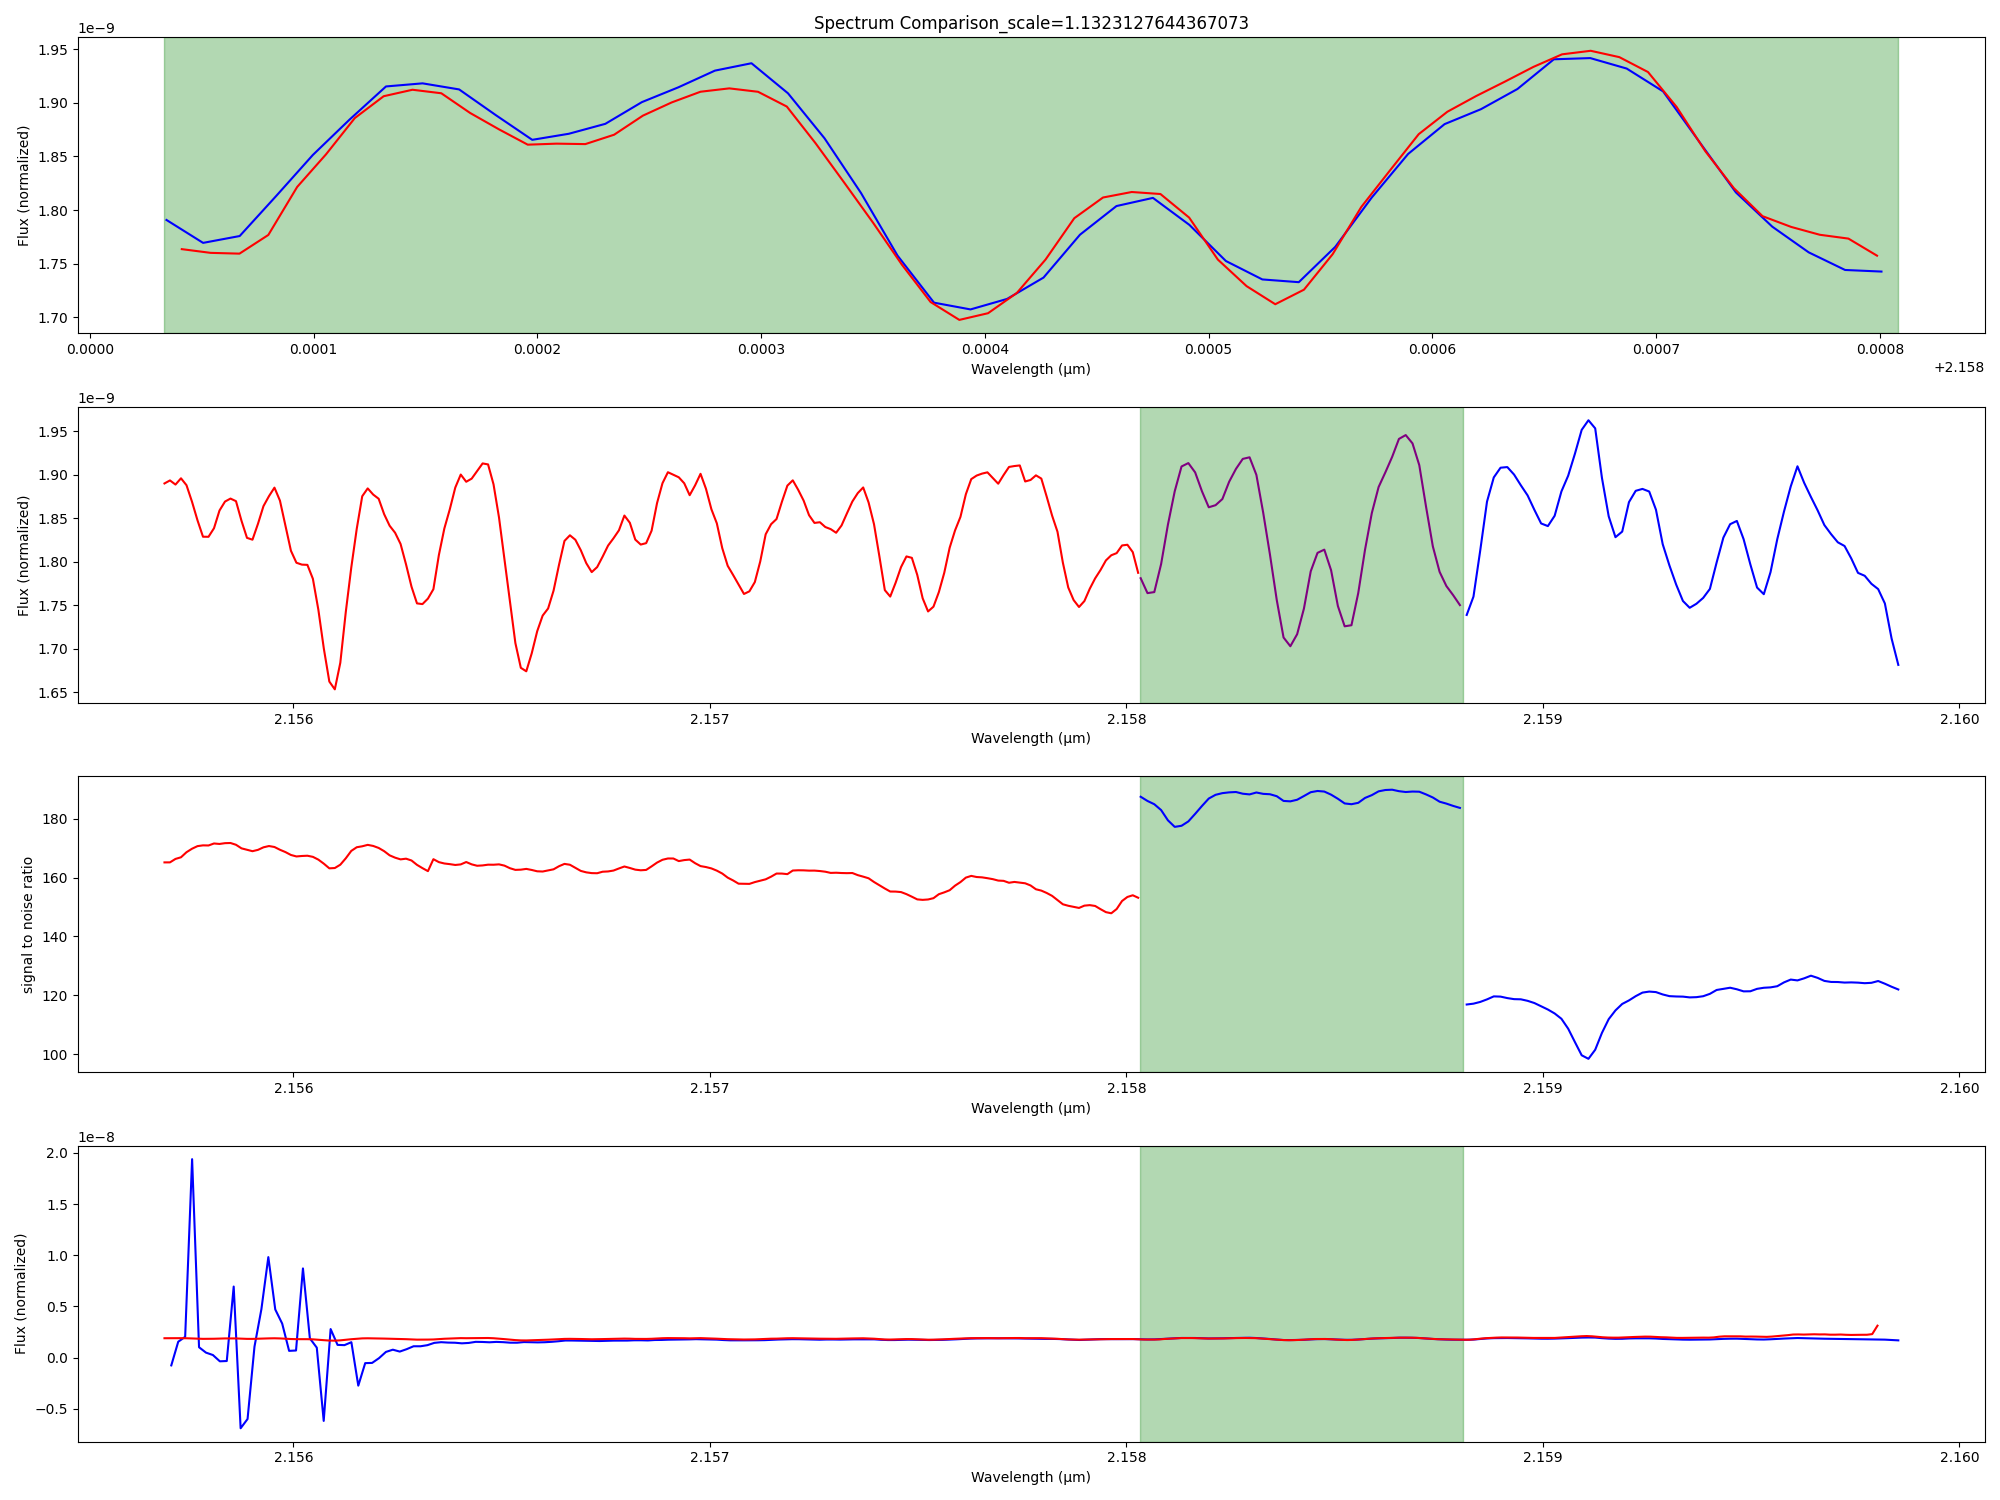 Spectrum Comparison_scale=1.1323127644367073
1e−9
1.95
1.90
1.85
1.80
1.75
1.70
Flux (normalized)
0.0000 0.0001 0.0002 0.0003 0.0004 0.0005 0.0006 0.0007 0.0008
+2.158
Wavelength (μm)
1e−9
1.95
1.90
1.85
1.80
1.75
1.70
1.65
Flux (normalized)
2.156 2.157 2.158 2.159 2.160
Wavelength (μm)
180
160
140
120
100
signal to noise ratio
2.156 2.157 2.158 2.159 2.160
Wavelength (μm)
1e−8
2.0
1.5
1.0
0.5
0.0
−0.5
Flux (normalized)
2.156 2.157 2.158 2.159 2.160
Wavelength (μm)